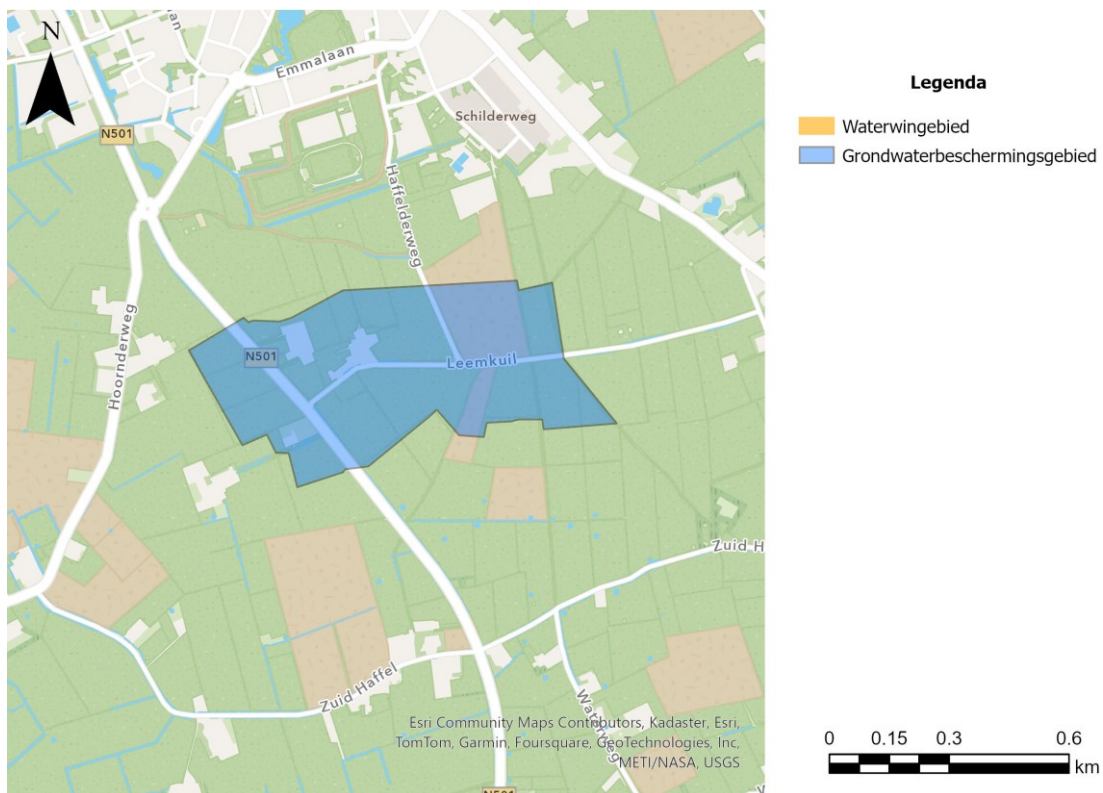 N
Emmalaan
N501
Schilderweg
Haffelderweg
Hoornderweg
N501
Leemkuil
Zuid H
Zuid Haffel
Waterweg
Esri Community Maps Contributors, Kadaster, Esri,
TomTom, Garmin, Foursquare, GeoTechnologies, Inc,
METI/NASA, USGS
N501
Legenda
Waterwingebied
Grondwaterbeschermingsgebied
0 0.15 0.3 0.6
km